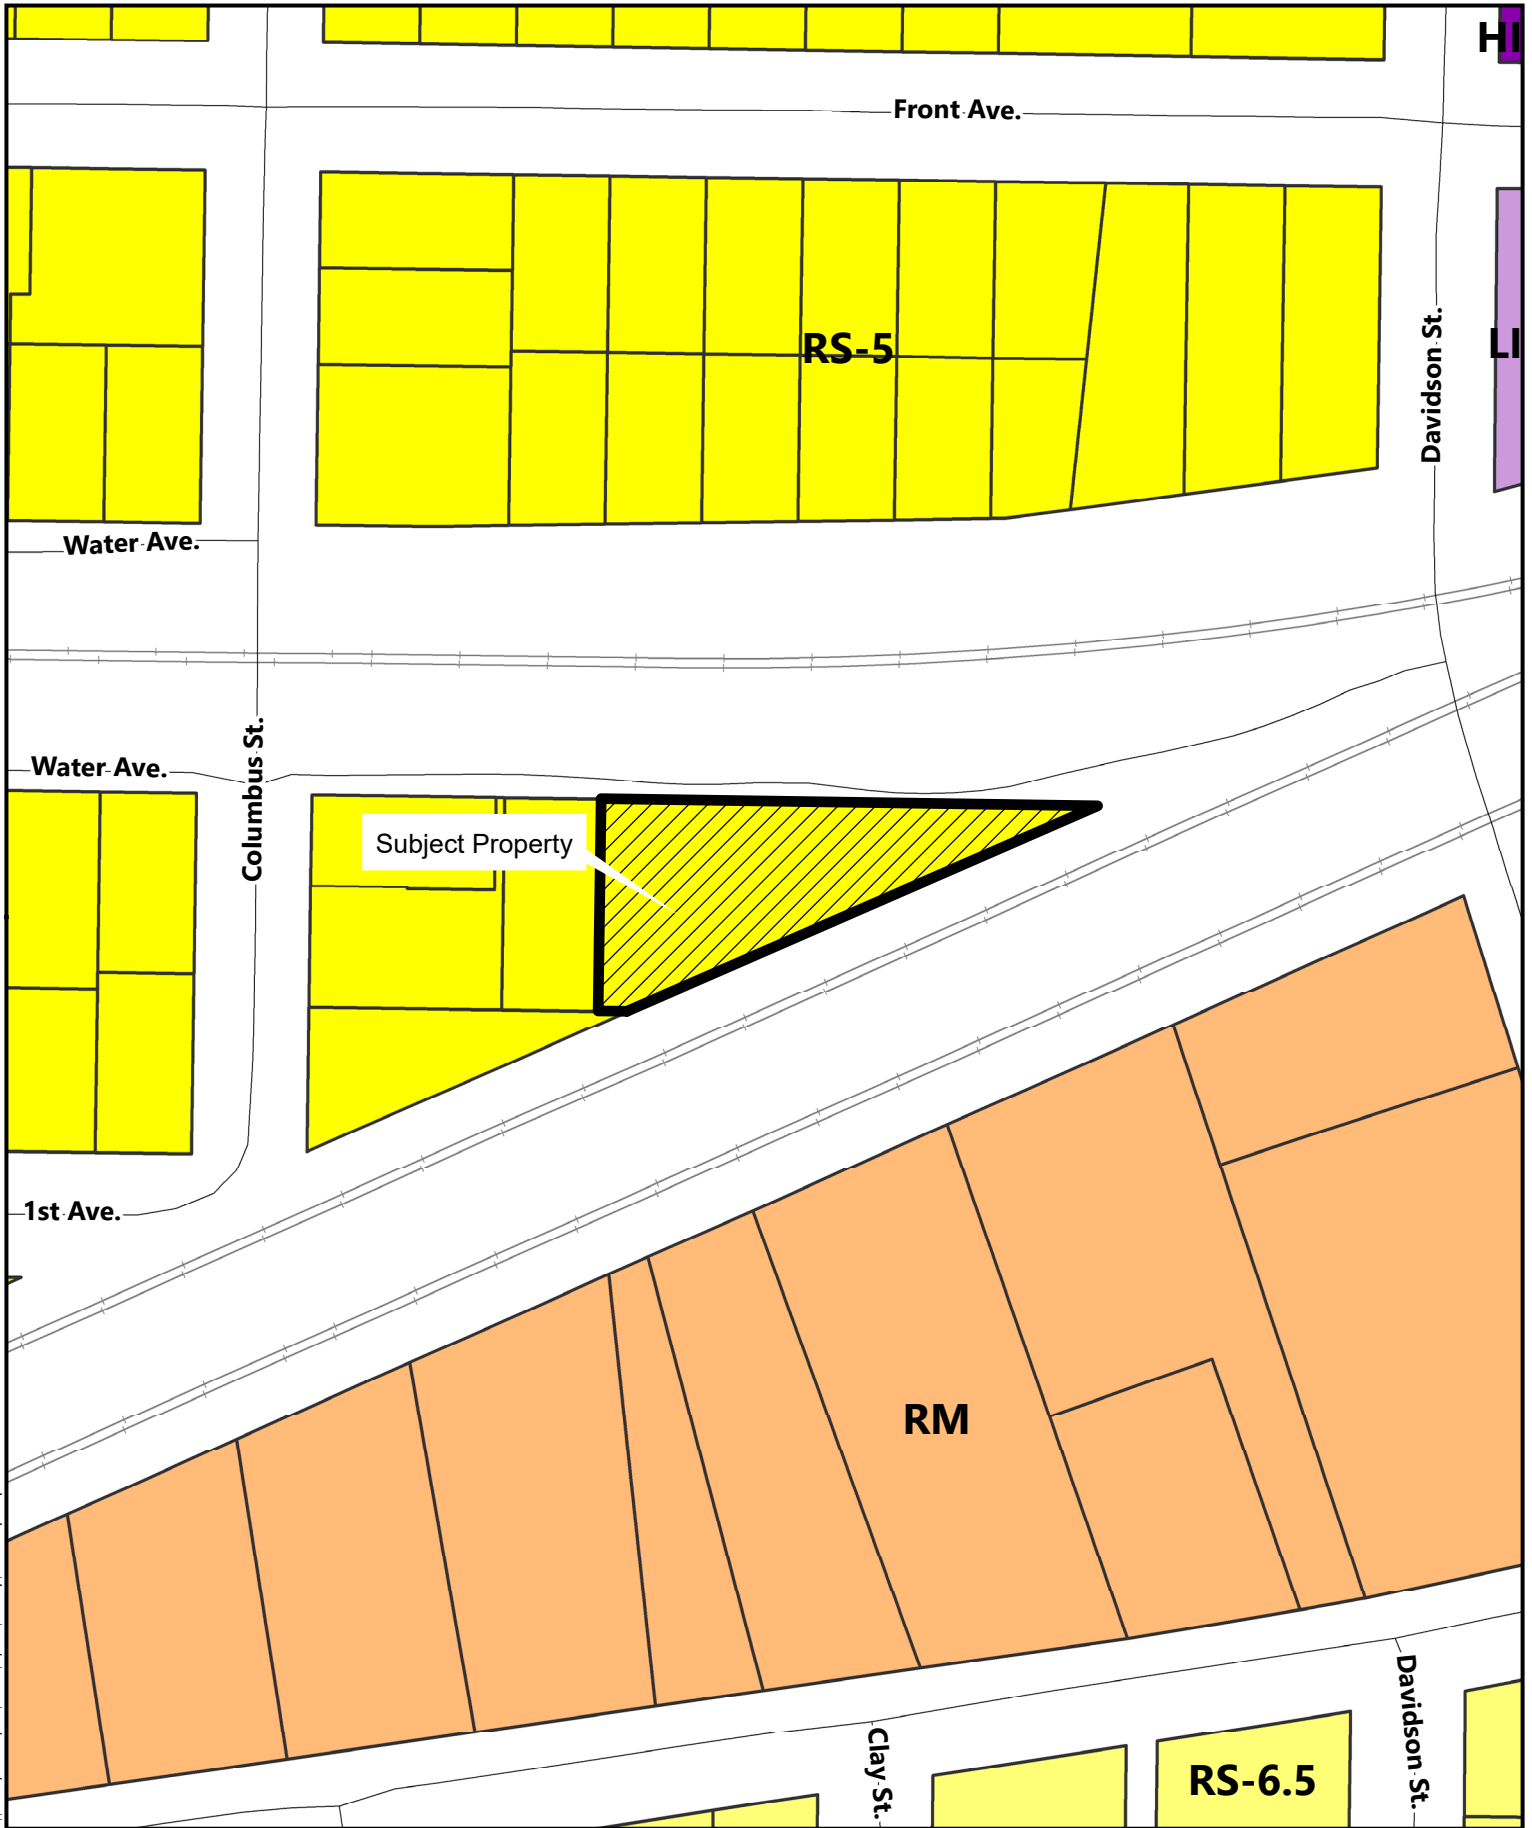 HI
Front Ave.
RS-5
Davidson St.
LI
Water Ave.
Columbus St.
Water Ave.
Subject Property
1st Ave.
RM
Clay St.
Davidson St.
RS-6.5